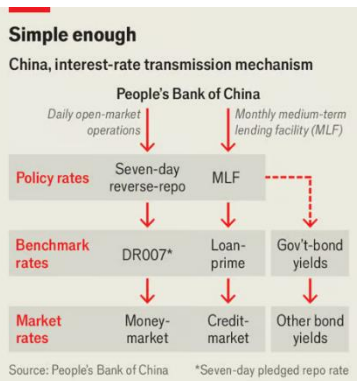 Simple enough
China, interest-rate transmission mechanism
People's Bank of China
Daily open-market
operations
Monthly medium-term
lending facility (MLF)
Policy rates
Seven-day
reverse-repo
MLF
Benchmark
rates
DR007*
Loan-
prime
Gov't-bond
yields
Market
rates
Money-
market
Credit-
market
Other bond
yields
Source: People's Bank of China
*Seven-day pledged repo rate